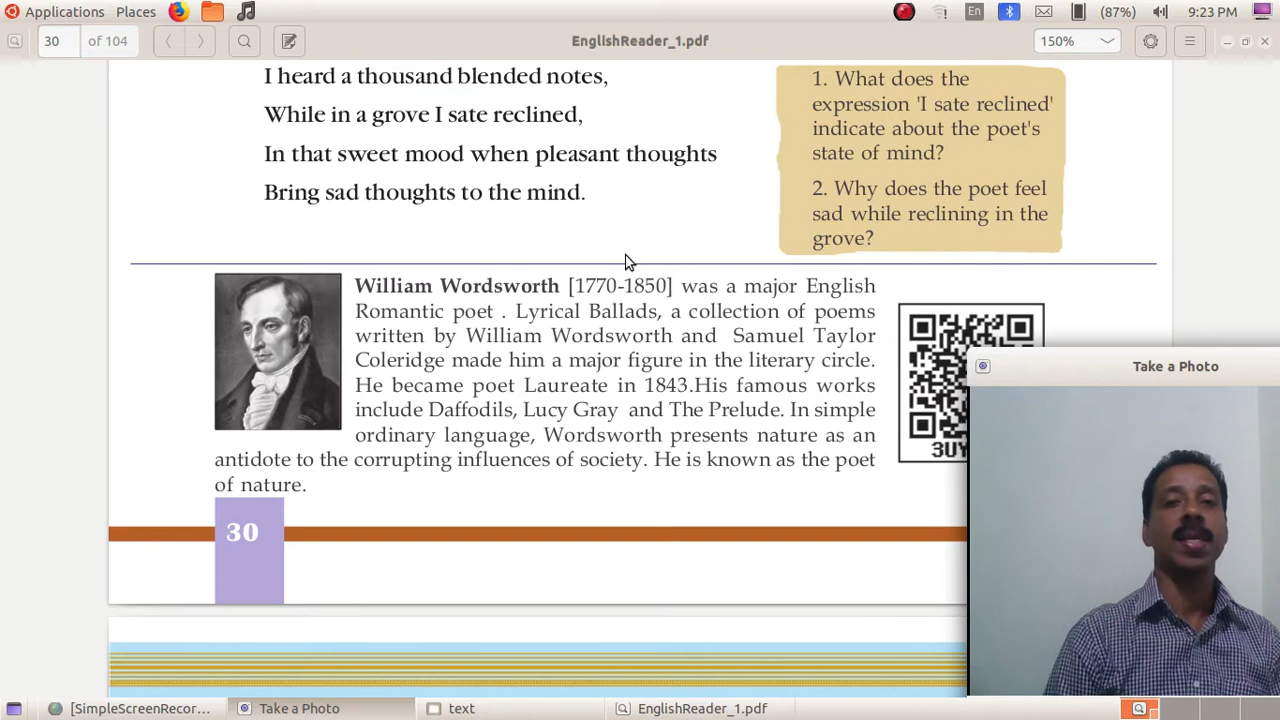 Applications Places
En
(87%)
9:23 PM
30 of 104
EnglishReader_1.pdf
150%
I heard a thousand blended notes,
While in a grove I sate reclined,
In that sweet mood when pleasant thoughts
Bring sad thoughts to the mind.
1. What does the
expression 'I sate reclined'
indicate about the poet's
state of mind?
2. Why does the poet feel
sad while reclining in the
grove?
William Wordsworth [1770-1850] was a major English
Romantic poet . Lyrical Ballads, a collection of poems
written by William Wordsworth and Samuel Taylor
Coleridge made him a major figure in the literary circle.
He became poet Laureate in 1843.His famous works
include Daffodils, Lucy Gray and The Prelude. In simple
ordinary language, Wordsworth presents nature as an
antidote to the corrupting influences of society. He is known as the poet
of nature.
3UY
30
Take a Photo
[SimpleScreenRecor...
Take a Photo
text
EnglishReader_1.pdf